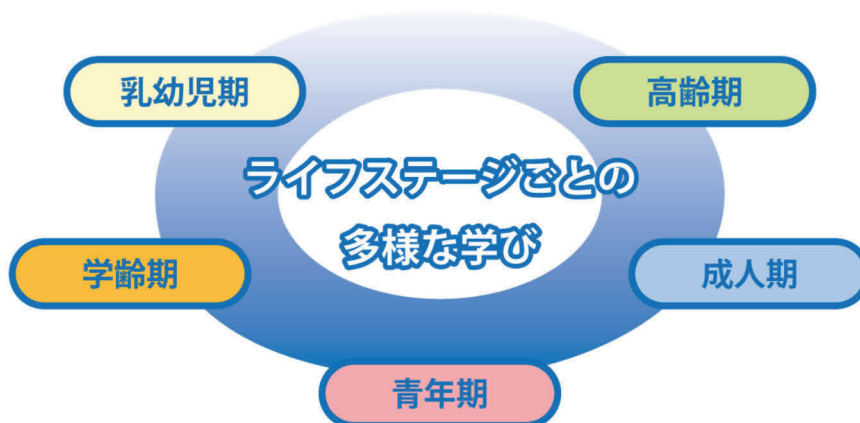 乳幼児期
高齢期
ライフステージごとの
多様な学び
学齢期
成人期
青年期